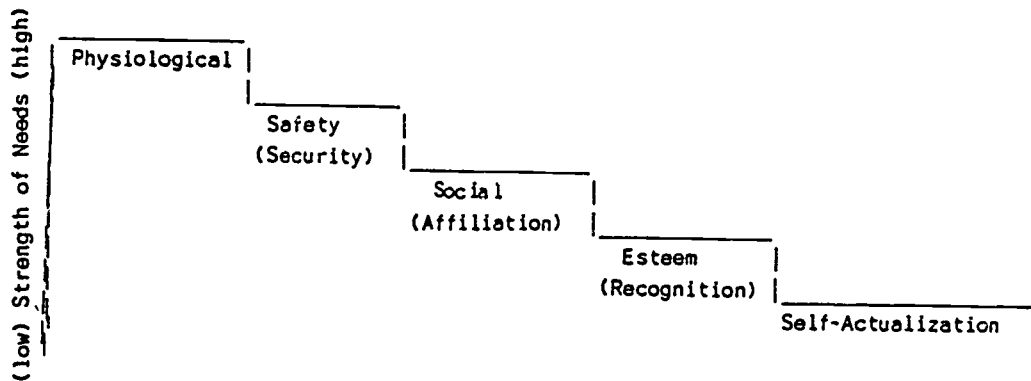 (low) Strength of Needs (high)
Physiological
Safety
(Security)
Social
(Affiliation)
Esteem
(Recognition)
Self-Actualization